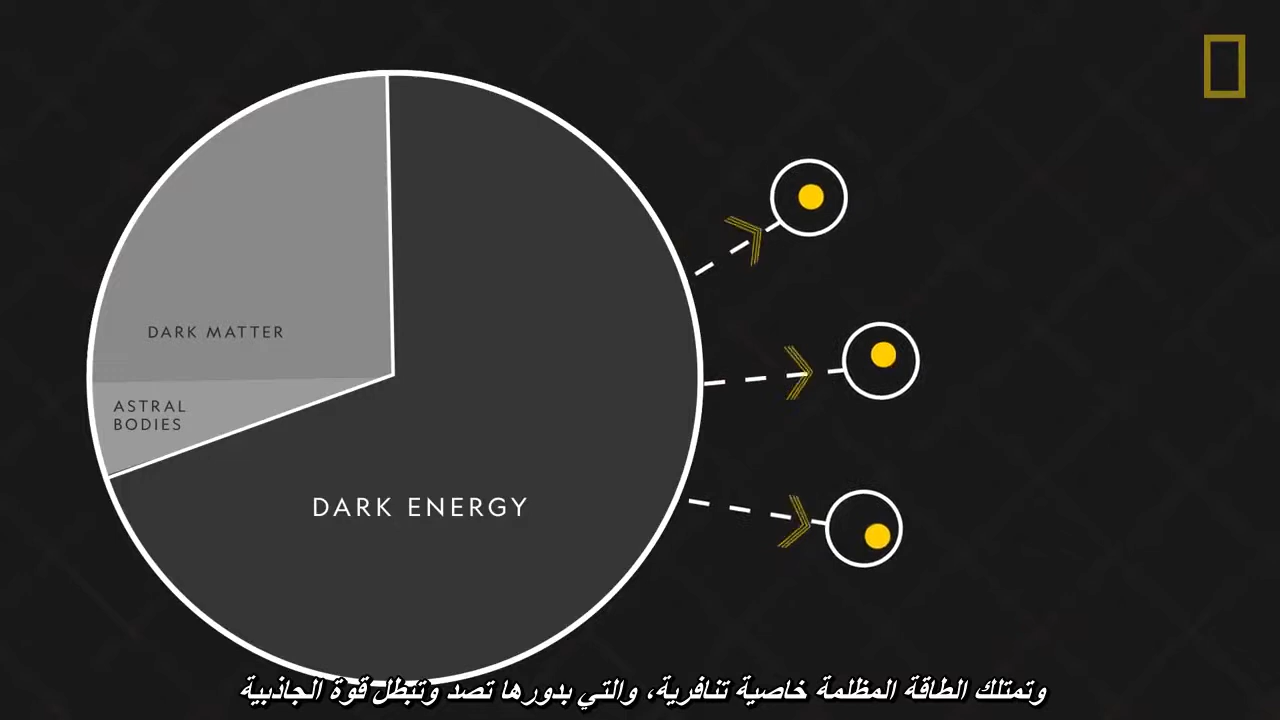 DARK MATTER
ASTRAL
BODIES
DARK ENERGY
وتمتلك الطاقة المظلمة خاصية تنافرية، والتي بدورها تصد وتبطل قوة الجاذبية